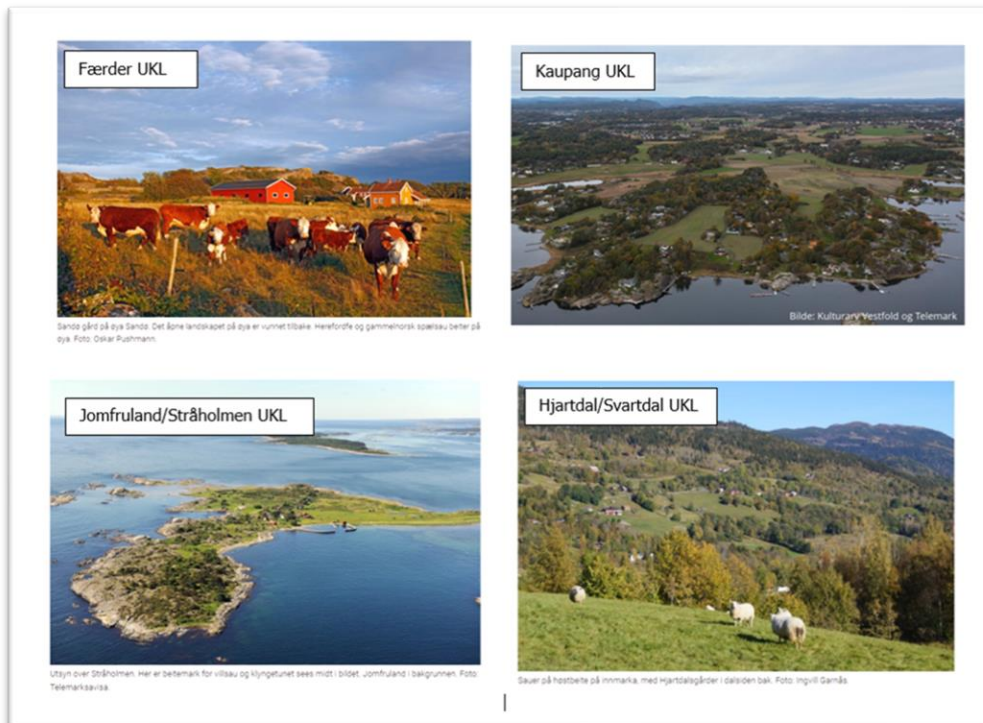 Færder UKL
Kaupang UKL
Bilde: Kulturarv Vestfold og Telemark
Sandø gård på øya Sandø. Det åpne landskapet på øya er vunnet tilbake. Herefordfe og gammelnorsk spælsau beiter på
øya. Foto: Oskar Pushmann.
Jomfruland/Stråholmen UKL
Hjartdal/Svartdal UKL
Utsyn over Stråholmen. Her er beitemark for villsau og klyngetunet sees midt i bildet. Jomfruland i bakgrunnen. Foto:
Telemarksavisa.
Sauer på høstbeite på innmarka, med Hjartdalsgårder i dalsiden bak. Foto: Ingvill Garnås.